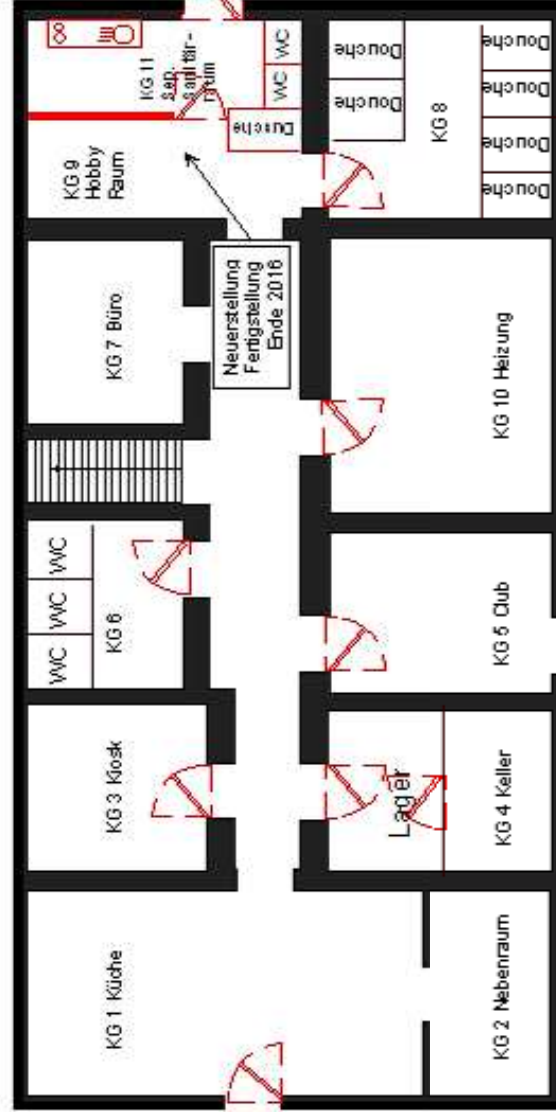 KG 1 Küche
KG 2 Nebenraum
KG 3 Kiosk
Lager
KG 4 Keller
WC
WC
WC
KG 6
KG 5 Club
KG 7 Büro
Neuerstellung
Fertigstellung
Ende 2016
KG 10 Heizung
KG 9
Hobby
Raum
KG 11
Sep.
Sanitär-
raum
Dusche
WC
WC
Douche
Douche
KG 8
Douche
Douche
Douche
Douche